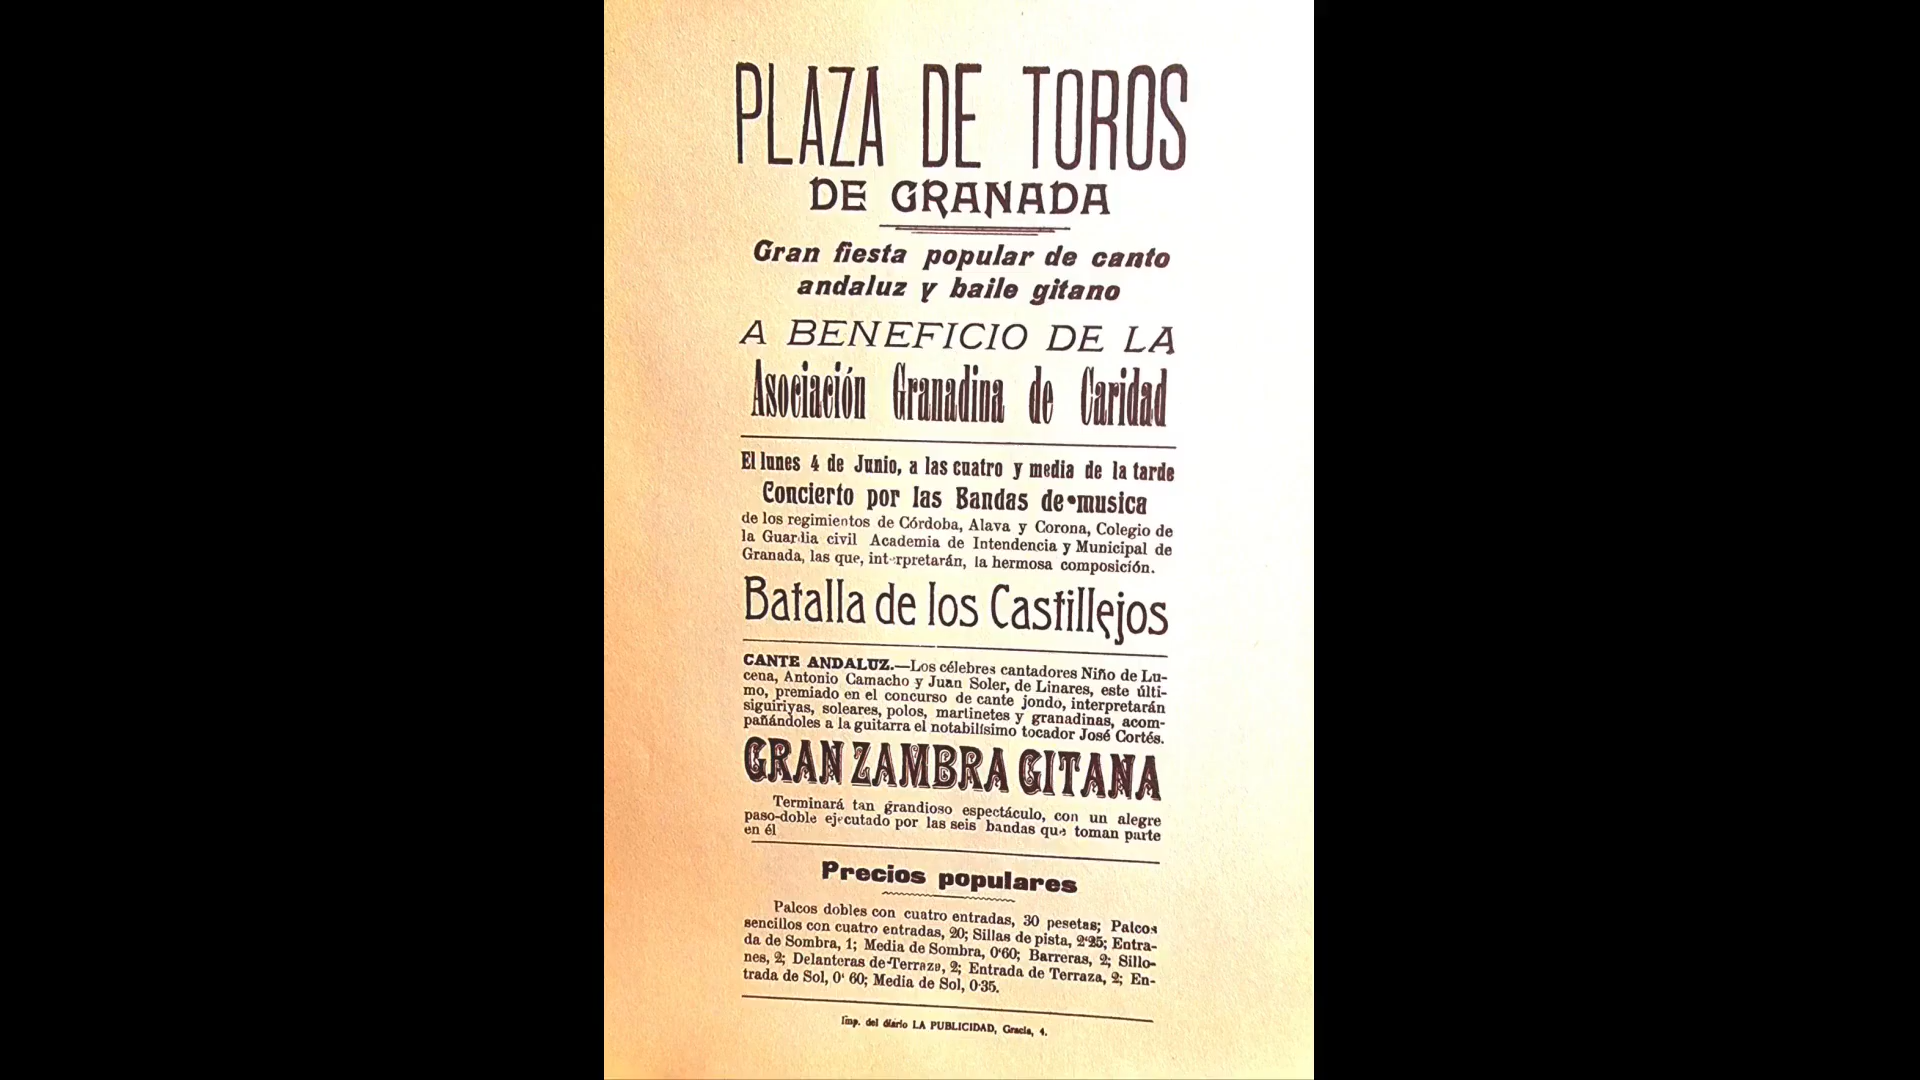 PLAZA DE TOROS
DE GRANADA
Gran fiesta popular de canto
andaluz y baile gitano
A BENEFICIO DE LA
Asociación Granadina de Caridad
El lunes 4 de Junio, a las cuatro y media de la tarde
Concierto por las Bandas de•musica
de los regimientos de Córdoba, Alava y Corona, Colegio de
la Guardia civil Academia de Intendencia y Municipal de
Granada, las que, interpretarán, la hermosa composición.
Batalla de los Castillejos
CANTE ANDALUZ.—Los célebres cantadores Niño de Lu-
cena, Antonio Camacho y Juan Soler, de Linares, este últi-
mo, premiado en el concurso de cante jondo, interpretarán
siguiriyas, soleares, polos, martinetes y granadinas, acom-
pañándoles a la guitarra el notabilísimo tocador José Cortés.
GRAN ZAMBRA GITANA
Terminará tan grandioso espectáculo, con un alegre
paso-doble ejecutado por las seis bandas que toman parte
en él
Precios populares
Palcos dobles con cuatro entradas, 30 pesetas; Palcos
sencillos con cuatro entradas, 20; Sillas de pista, 2'25; Entra-
da de Sombra, 1; Media de Sombra, 0'60; Barreras, 2; Sillo-
nes, 2; Delanteras de Terraza, 2; Entrada de Terraza, 2; En-
trada de Sol, 0' 60; Media de Sol, 0·35.
Imp. del diario LA PUBLICIDAD, Gracia, 4.